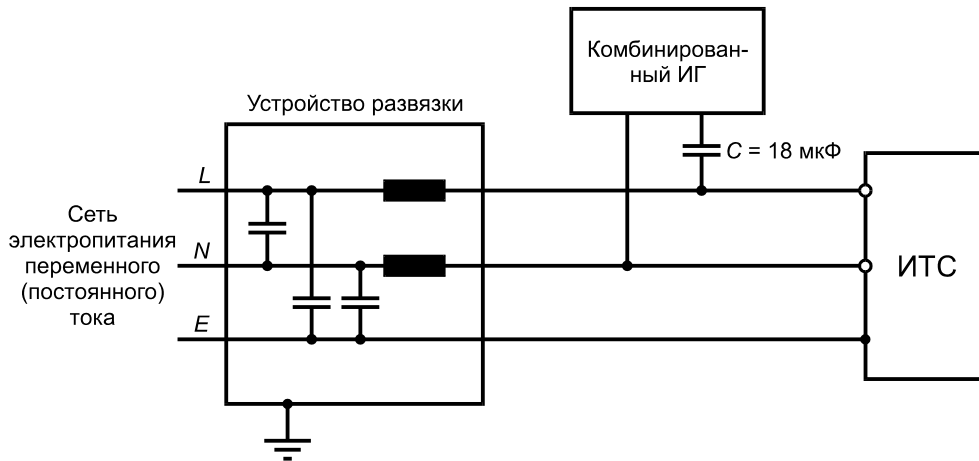 Комбинирован-
ный ИГ
Устройство развязки
C = 18 мкФ
L
Сеть
электропитания
переменного
(постоянного)
тока
N
ИТС
E